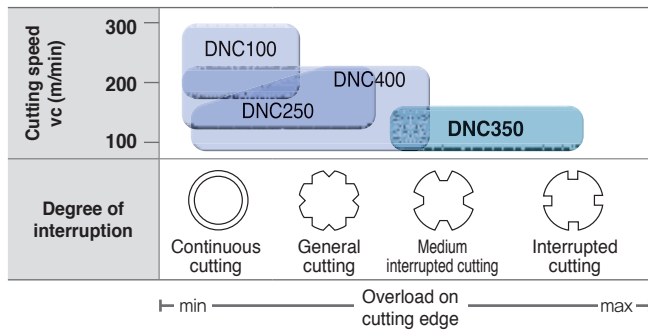 Cutting speed
vc (m/min)
300
200
100
DNC100
DNC400
DNC250
DNC350
Degree of
interruption
Continuous
cutting
General
cutting
Medium
interrupted cutting
Interrupted
cutting
min
Overload on
cutting edge
max